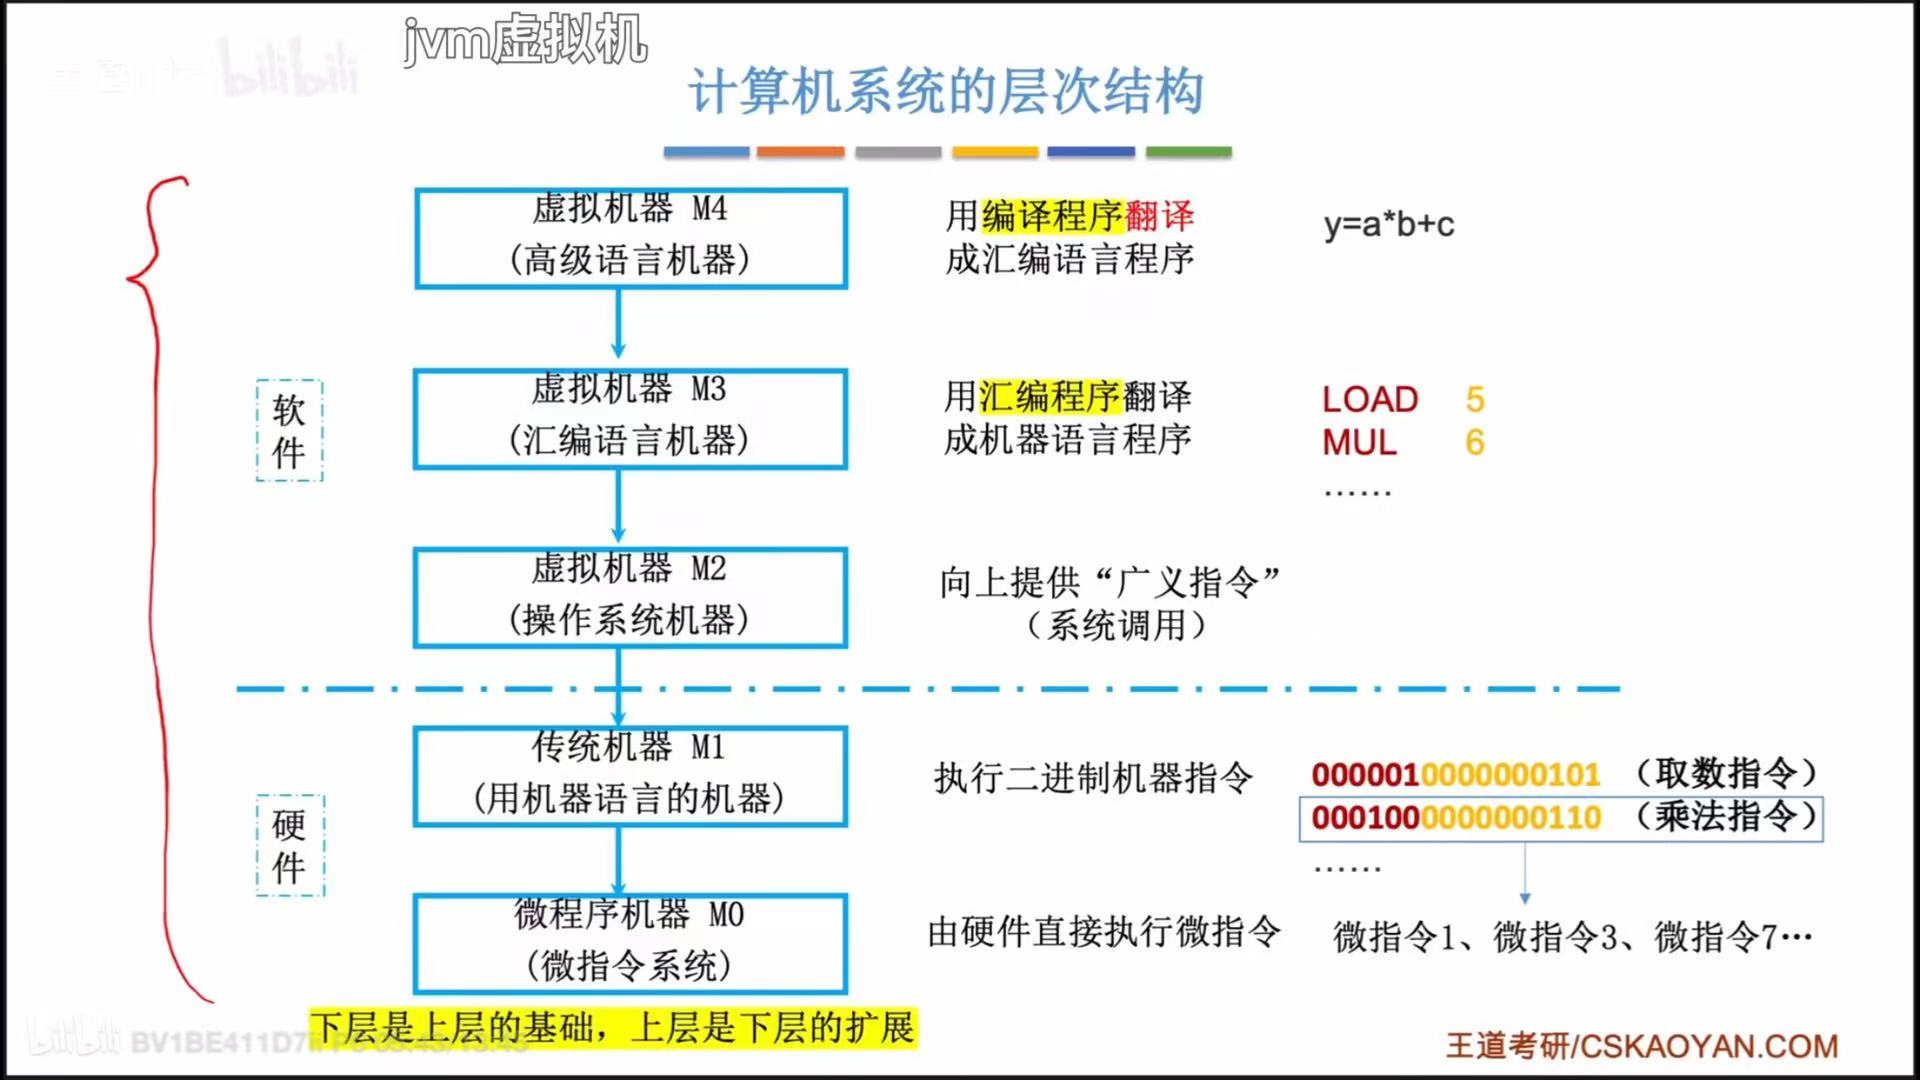 jvm虚拟机
bilibili
计算机系统的层次结构
虚拟机器 M4
(高级语言机器)
用编译程序翻译
成汇编语言程序
y=a*b+c
软件
虚拟机器 M3
(汇编语言机器)
用汇编程序翻译
成机器语言程序
LOAD 5
MUL 6
……
虚拟机器 M2
(操作系统机器)
向上提供“广义指令”
（系统调用）
硬件
传统机器 M1
(用机器语言的机器)
执行二进制机器指令
0000010000000101 （取数指令）
0001000000000110 （乘法指令）
……
微程序机器 M0
(微指令系统)
由硬件直接执行微指令
微指令1、微指令3、微指令7…
下层是上层的基础，上层是下层的扩展
bilibili
王道考研/CSKAOYAN.COM